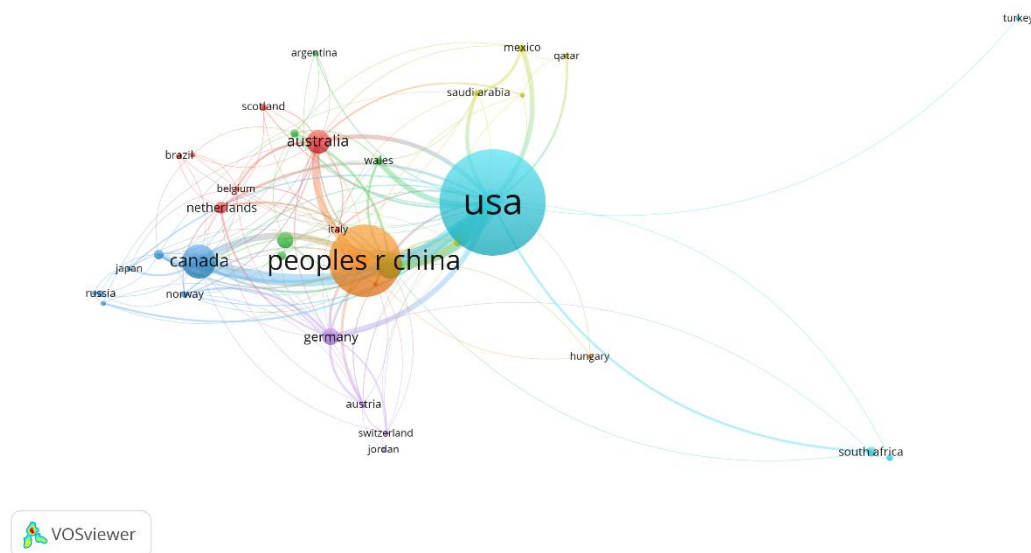 turkey
argentina
mexico
qatar
saudi arabia
scotland
australia
brazil
wales
belgium
usa
netherlands
italy
canada
peoples r china
japan
russia
norway
germany
hungary
austria
switzerland
jordan
south africa
VOSviewer